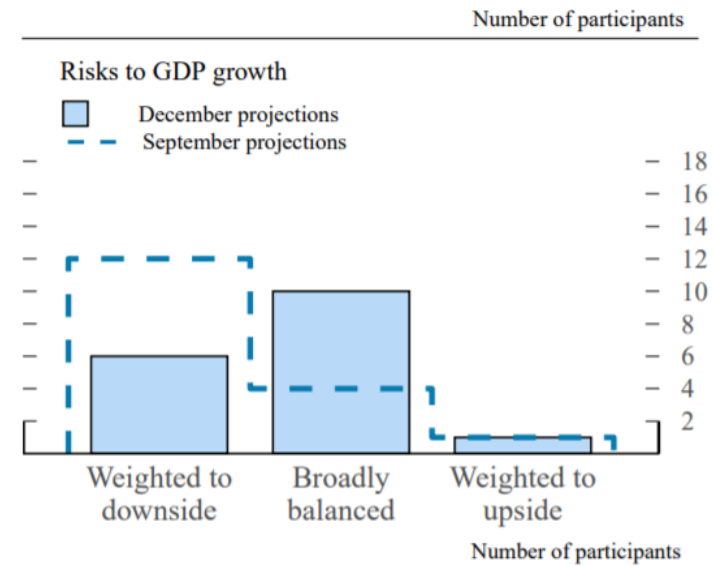 Number of participants
Risks to GDP growth
December projections
September projections
18
16
14
12
10
8
6
4
2
Weighted to downside
Broadly balanced
Weighted to upside
Number of participants